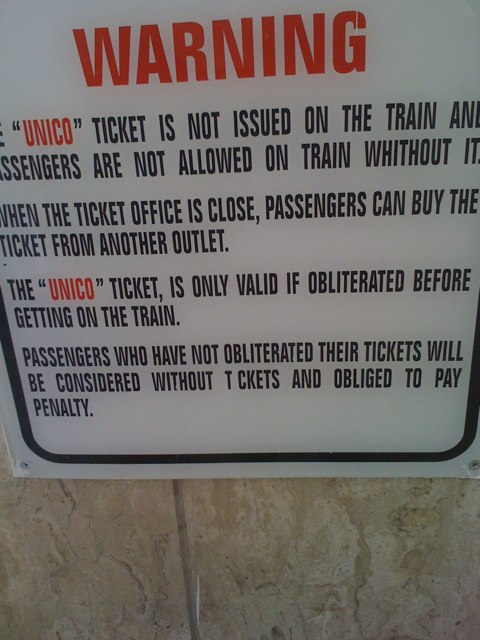 WARNING
E "UNICO" TICKET IS NOT ISSUED ON THE TRAIN AND
ASSENGERS ARE NOT ALLOWED ON TRAIN WHITHOUT IT.
WHEN THE TICKET OFFICE IS CLOSE, PASSENGERS CAN BUY THE
TICKET FROM ANOTHER OUTLET.
THE "UNICO" TICKET, IS ONLY VALID IF OBLITERATED BEFORE
GETTING ON THE TRAIN.
PASSENGERS WHO HAVE NOT OBLITERATED THEIR TICKETS WILL
BE CONSIDERED WITHOUT T CKETS AND OBLIGED TO PAY
PENALTY.